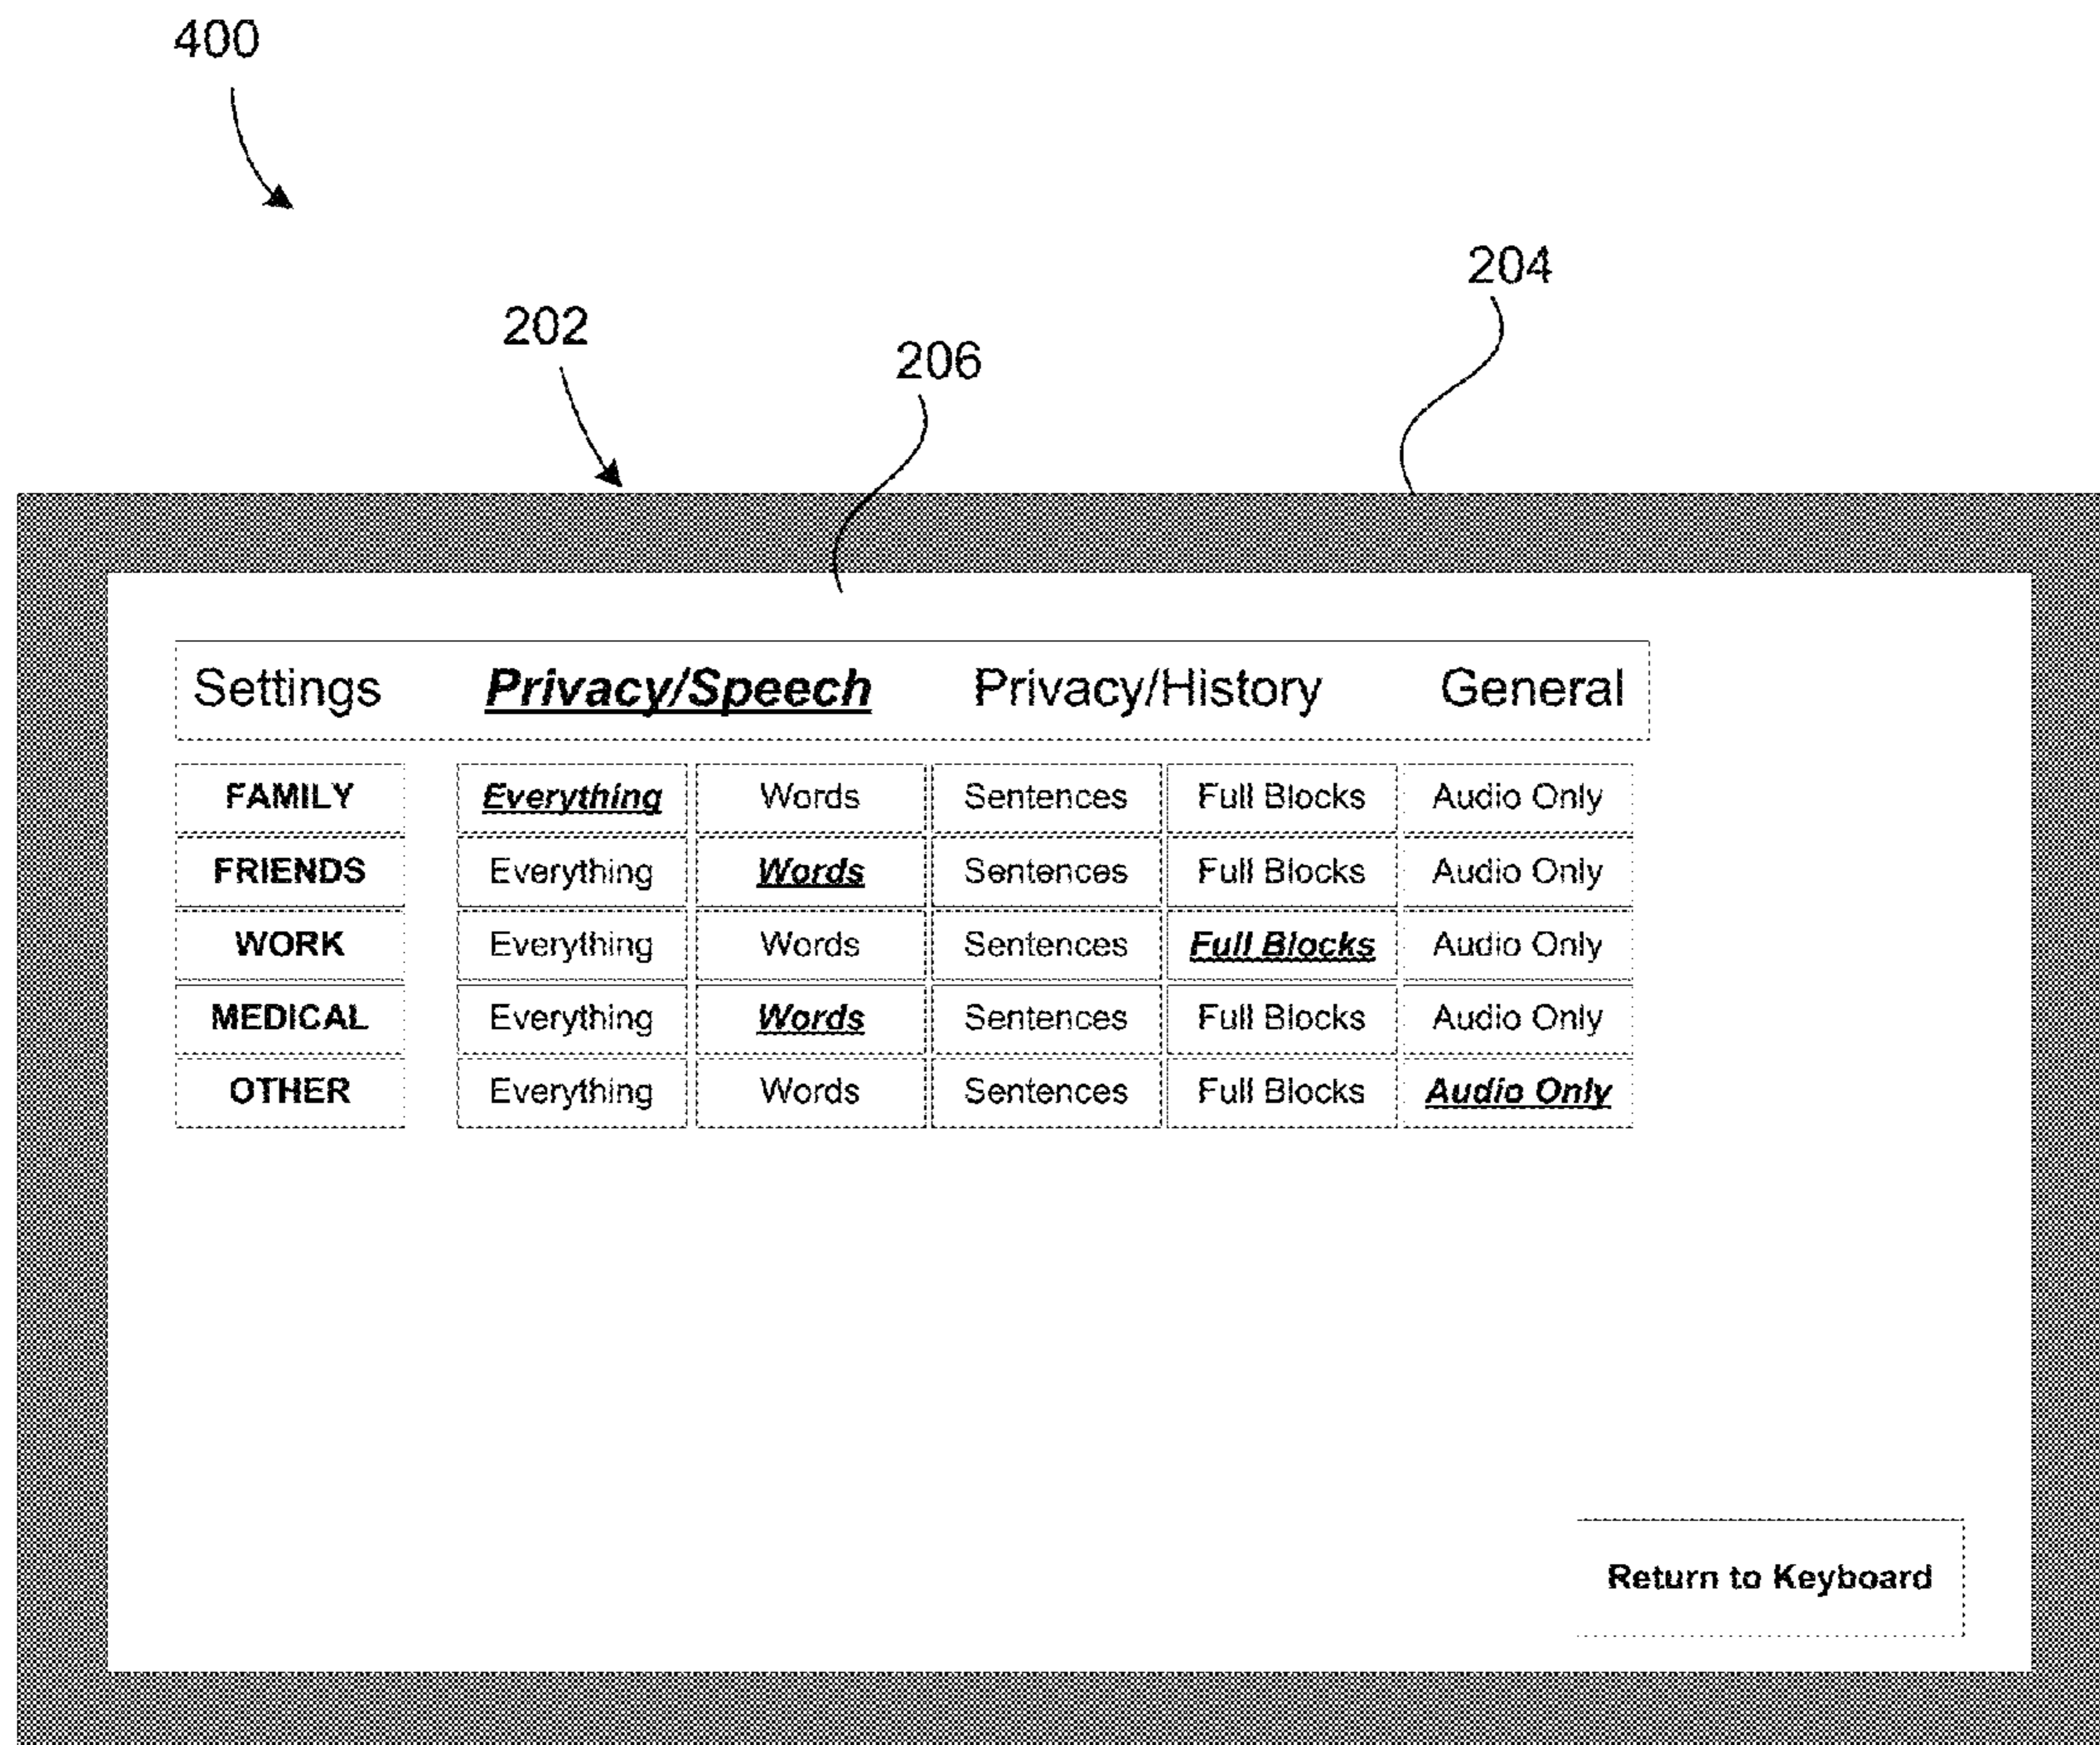 400
204
202
206
Settings Privacy/Speech Privacy/History General
FAMILY Everything Words Sentences Full Blocks Audio Only
FRIENDS Everything Words Sentences Full Blocks Audio Only
WORK Everything Words Sentences Full Blocks Audio Only
MEDICAL Everything Words Sentences Full Blocks Audio Only
OTHER Everything Words Sentences Full Blocks Audio Only
Return to Keyboard